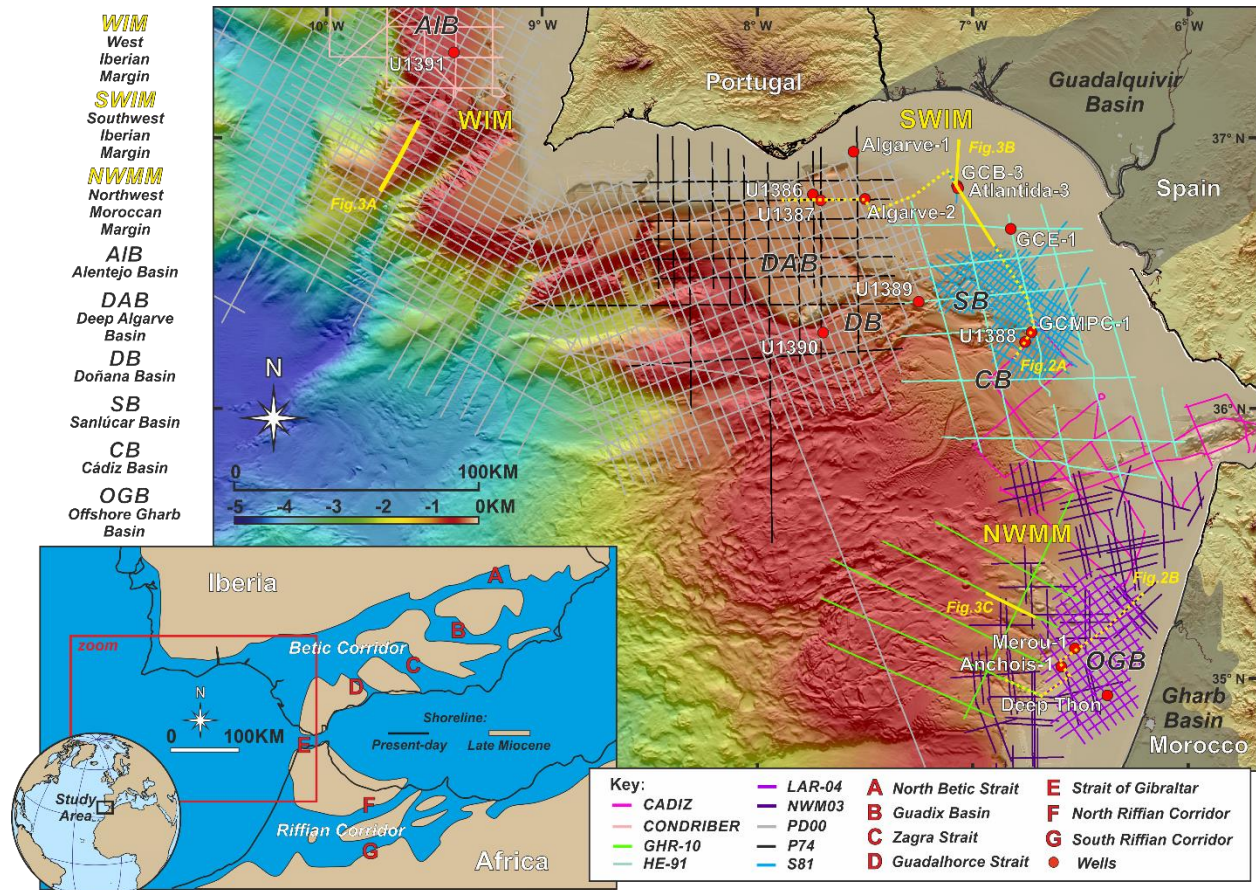 WIM
West
Iberian
Margin
SWIM
Southwest
Iberian
Margin
NWMM
Northwest
Moroccan
Margin
AIB
Alentejo Basin
DAB
Deep Algarve
Basin
DB
Doñana Basin
SB
Sanlúcar Basin
CB
Cádiz Basin
OGB
Offshore Gharb
Basin
10° W
9° W
8° W
7° W
6° W
AIB
U1391
Portugal
Guadalquivir
Basin
WIM
SWIM
37° N
Algarve-1
Fig.3B
GCB-3
Atlantida-3
Spain
Fig.3A
U1386
U1387
Algarve-2
GCE-1
DAB
U1389
SB
DB
GCMPC-1
U1388
U1390
Fig.2A
CB
N
36° N
0
100KM
-5
-4
-3
-2
-1
0KM
NWMM
Fig.2B
Fig.3C
Merou-1
Anchois-1
OGB
35° N
Deep Thon
Gharb
Basin
Morocco
Iberia
A
zoom
Betic Corridor
B
C
N
D
0
100KM
Shoreline:
Present-day
Late Miocene
E
F
Riffian Corridor
G
Africa
Study
Area
Key:
CADIZ
CONDRIBER
GHR-10
HE-91
LAR-04
NWM03
PD00
P74
S81
A North Betic Strait
B Guadix Basin
C Zagra Strait
D Guadalhorce Strait
E Strait of Gibraltar
F North Riffian Corridor
G South Riffian Corridor
Wells